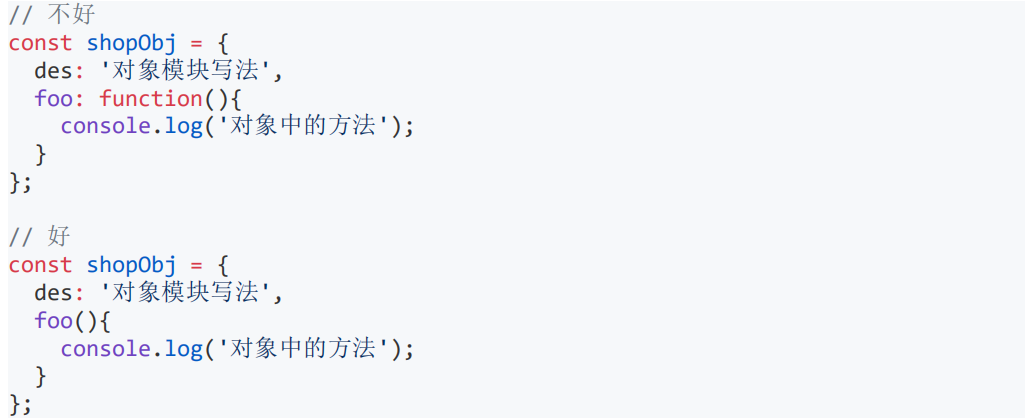 // 不好
const shopObj = {
  des: '对象模块写法',
  foo: function(){
    console.log('对象中的方法');
  }
};

// 好
const shopObj = {
  des: '对象模块写法',
  foo(){
    console.log('对象中的方法');
  }
};